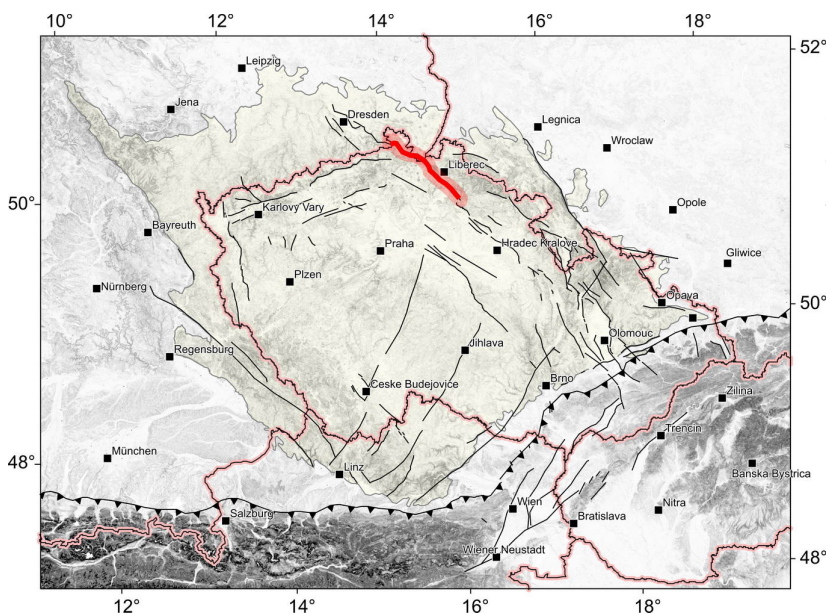 10° 12° 14° 16° 18°
52°
Leipzig
Jena
Dresden
Legnica
Wroclaw
Liberec
50°
Karlovy Vary
Opole
Bayreuth
Praha
Hradec Kralove
Gliwice
Plzen
Nürnberg
Opava
50°
Olomouc
Regensburg
Jihlava
Ceske Budejovice
Brno
Zilina
Trencin
48°
München
Linz
Banska Bystrica
Wien
Nitra
Salzburg
Bratislava
Wiener Neustadt
48°
12° 14° 16° 18°